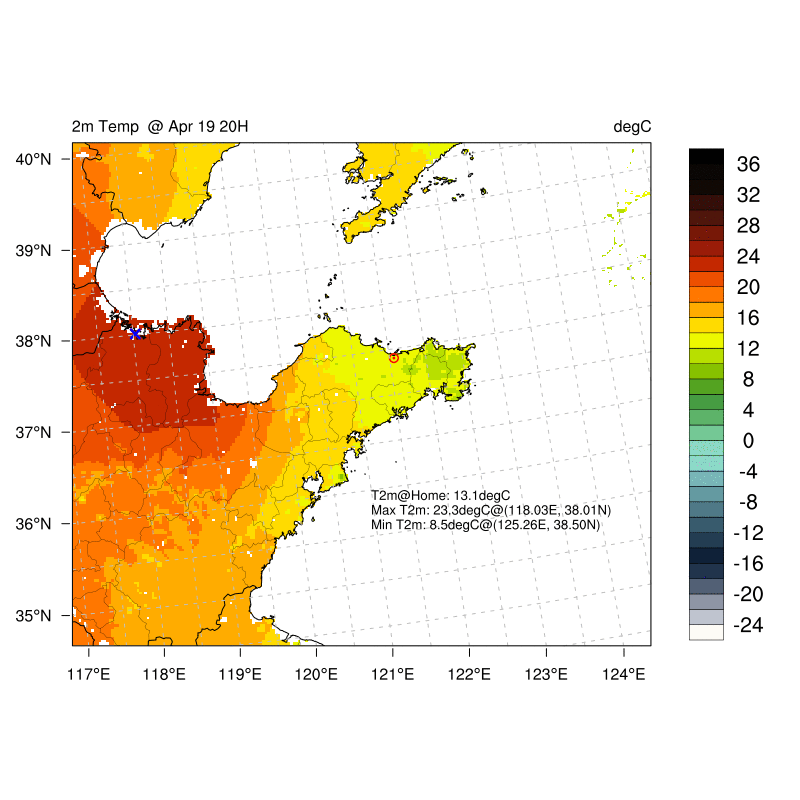 2m Temp  @ Apr 19 20H
degC
40°N
39°N
38°N
37°N
36°N
35°N
117°E
118°E
119°E
120°E
121°E
122°E
123°E
124°E
T2m@Home: 13.1degC
Max T2m: 23.3degC@(118.03E, 38.01N)
Min T2m: 8.5degC@(125.26E, 38.50N)
36
32
28
24
20
16
12
8
4
0
-4
-8
-12
-16
-20
-24